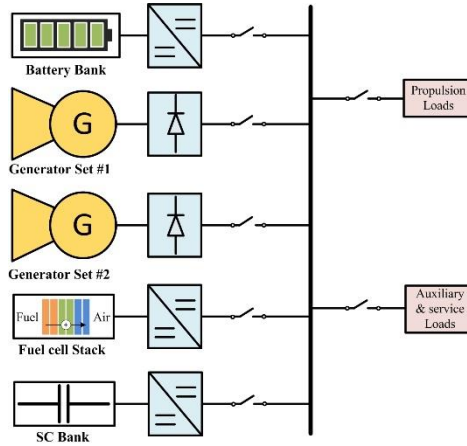 Battery Bank
G
Generator Set #1
G
Generator Set #2
Fuel
Air
Fuel cell Stack
SC Bank
Propulsion
Loads
Auxiliary
& service
Loads